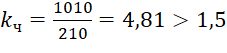 kч = 1010/210 = 4,81 > 1,5